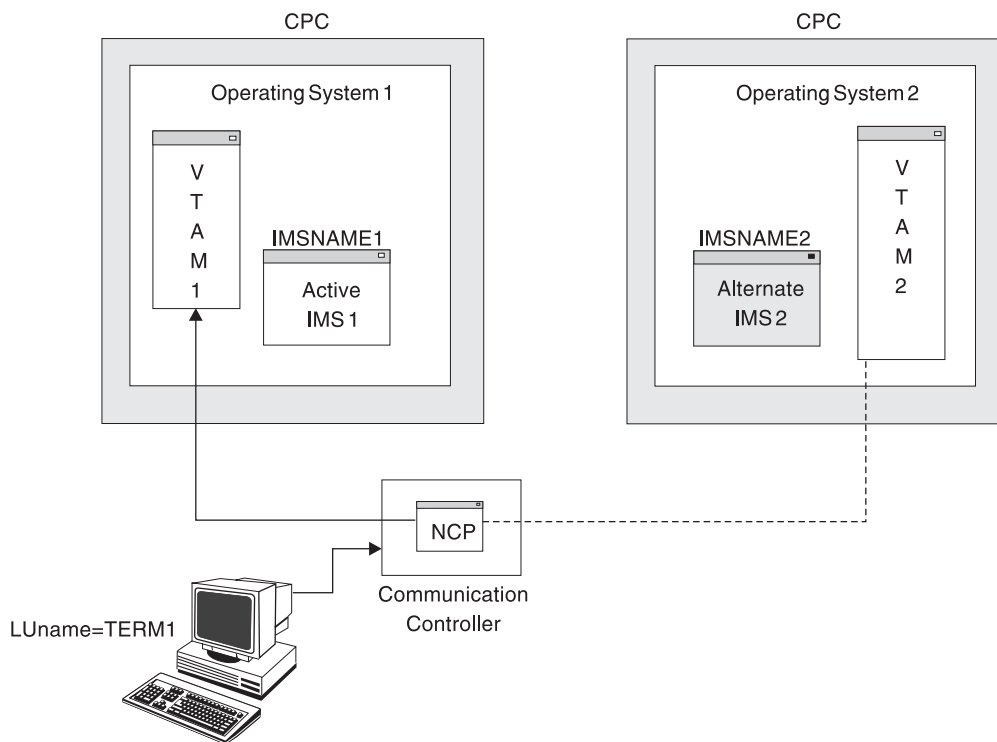 CPC
Operating System 1
V
T
A
M
1
IMSNAME1
Active
IMS 1
CPC
Operating System 2
IMSNAME2
Alternate
IMS 2
V
T
A
M
2
NCP
Communication
Controller
LUname=TERM1